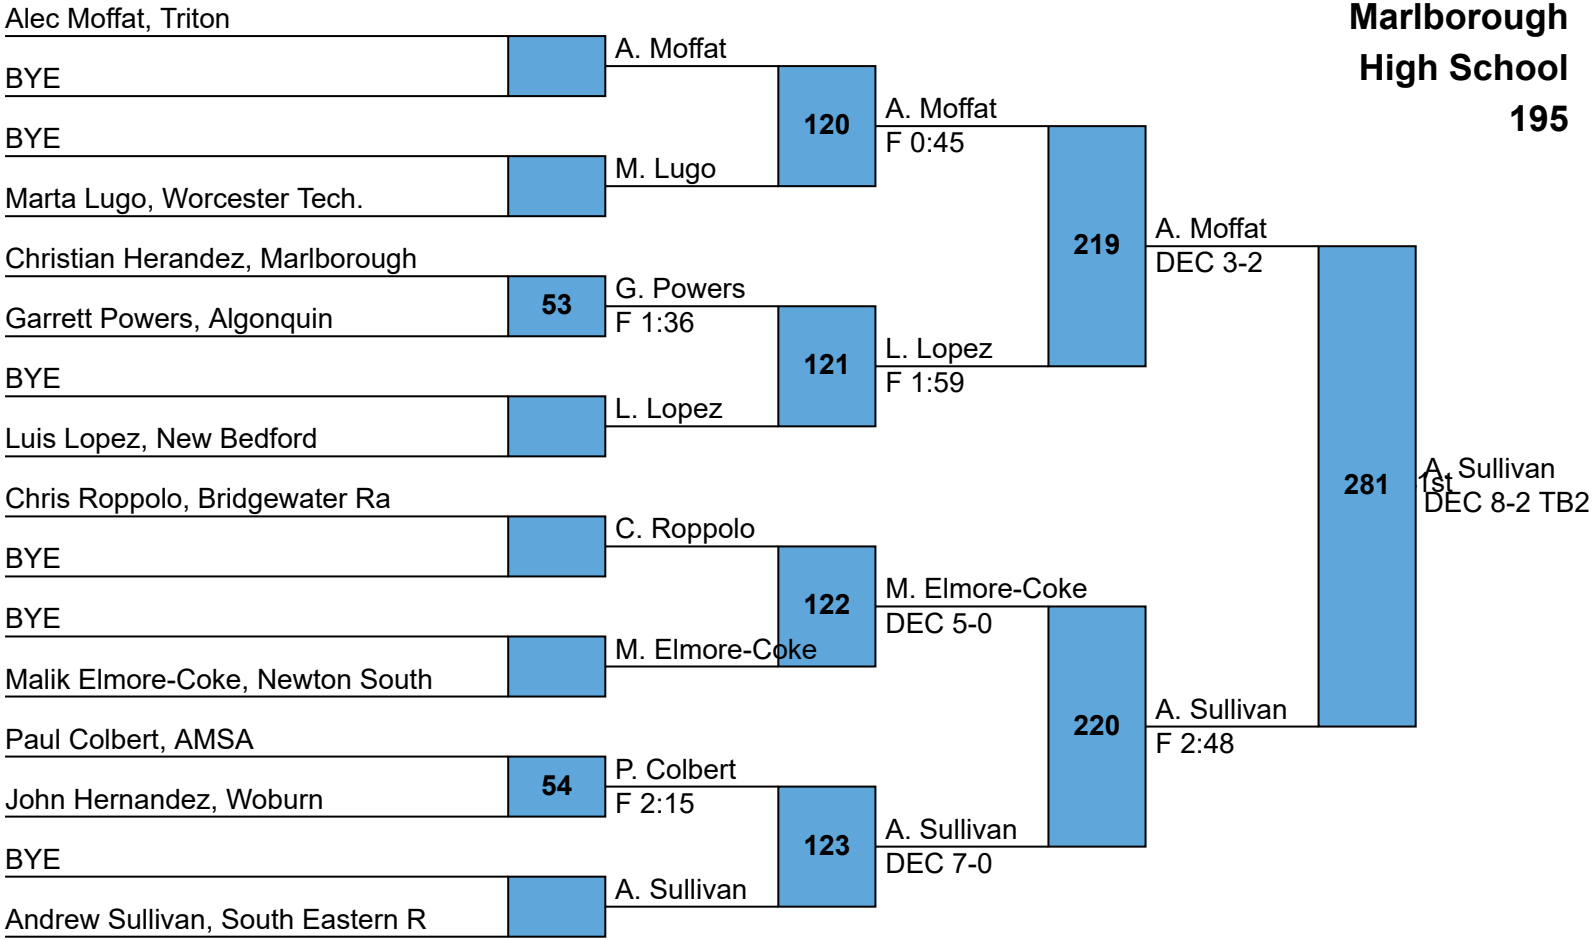 Alec Moffat, Triton
BYE
BYE
Marta Lugo, Worcester Tech.
Christian Herandez, Marlborough
Garrett Powers, Algonquin
BYE
Luis Lopez, New Bedford
Chris Roppolo, Bridgewater Ra
BYE
BYE
Malik Elmore-Coke, Newton South
Paul Colbert, AMSA
John Hernandez, Woburn
BYE
Andrew Sullivan, South Eastern R
53
54
A. Moffat
M. Lugo
G. Powers
F 1:36
L. Lopez
C. Roppolo
M. Elmore-Coke
P. Colbert
F 2:15
A. Sullivan
120
121
122
123
A. Moffat
F 0:45
L. Lopez
F 1:59
M. Elmore-Coke
DEC 5-0
A. Sullivan
DEC 7-0
219
220
A. Moffat
DEC 3-2
A. Sullivan
F 2:48
281
A. Sullivan
1st
DEC 8-2 TB2
Marlborough
High School
195